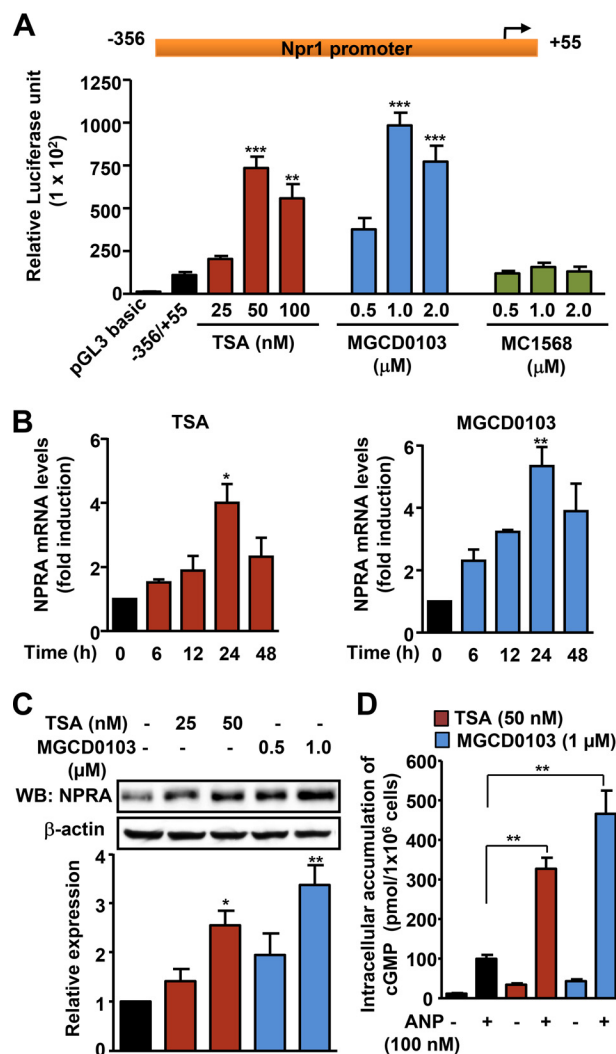 A
-356 Npr1 promoter +55
Relative Luciferase unit
(1 x 10²)
1250
1000
750
500
250
0
*** ** *** ***
pGL3 basic -356/+55 25 50 100 0.5 1.0 2.0 0.5 1.0 2.0
TSA (nM) MGCD0103 (μM) MC1568 (μM)
B
TSA
NPRA mRNA levels
(fold induction)
6
4
2
0
*
Time (h) 0 6 12 24 48
MGCD0103
NPRA mRNA levels
(fold induction)
6
4
2
0
**
Time (h) 0 6 12 24 48
C
TSA (nM) - 25 50 - -
MGCD0103 (μM) - - - 0.5 1.0
WB: NPRA
β-actin
Relative expression
4
3
2
1
0
* **
D
TSA (50 nM)
MGCD0103 (1 μM)
Intracellular accumulation of
cGMP (pmol/1x10⁶ cells)
600
500
400
300
200
100
0
**
**
ANP - + - + - +
(100 nM)